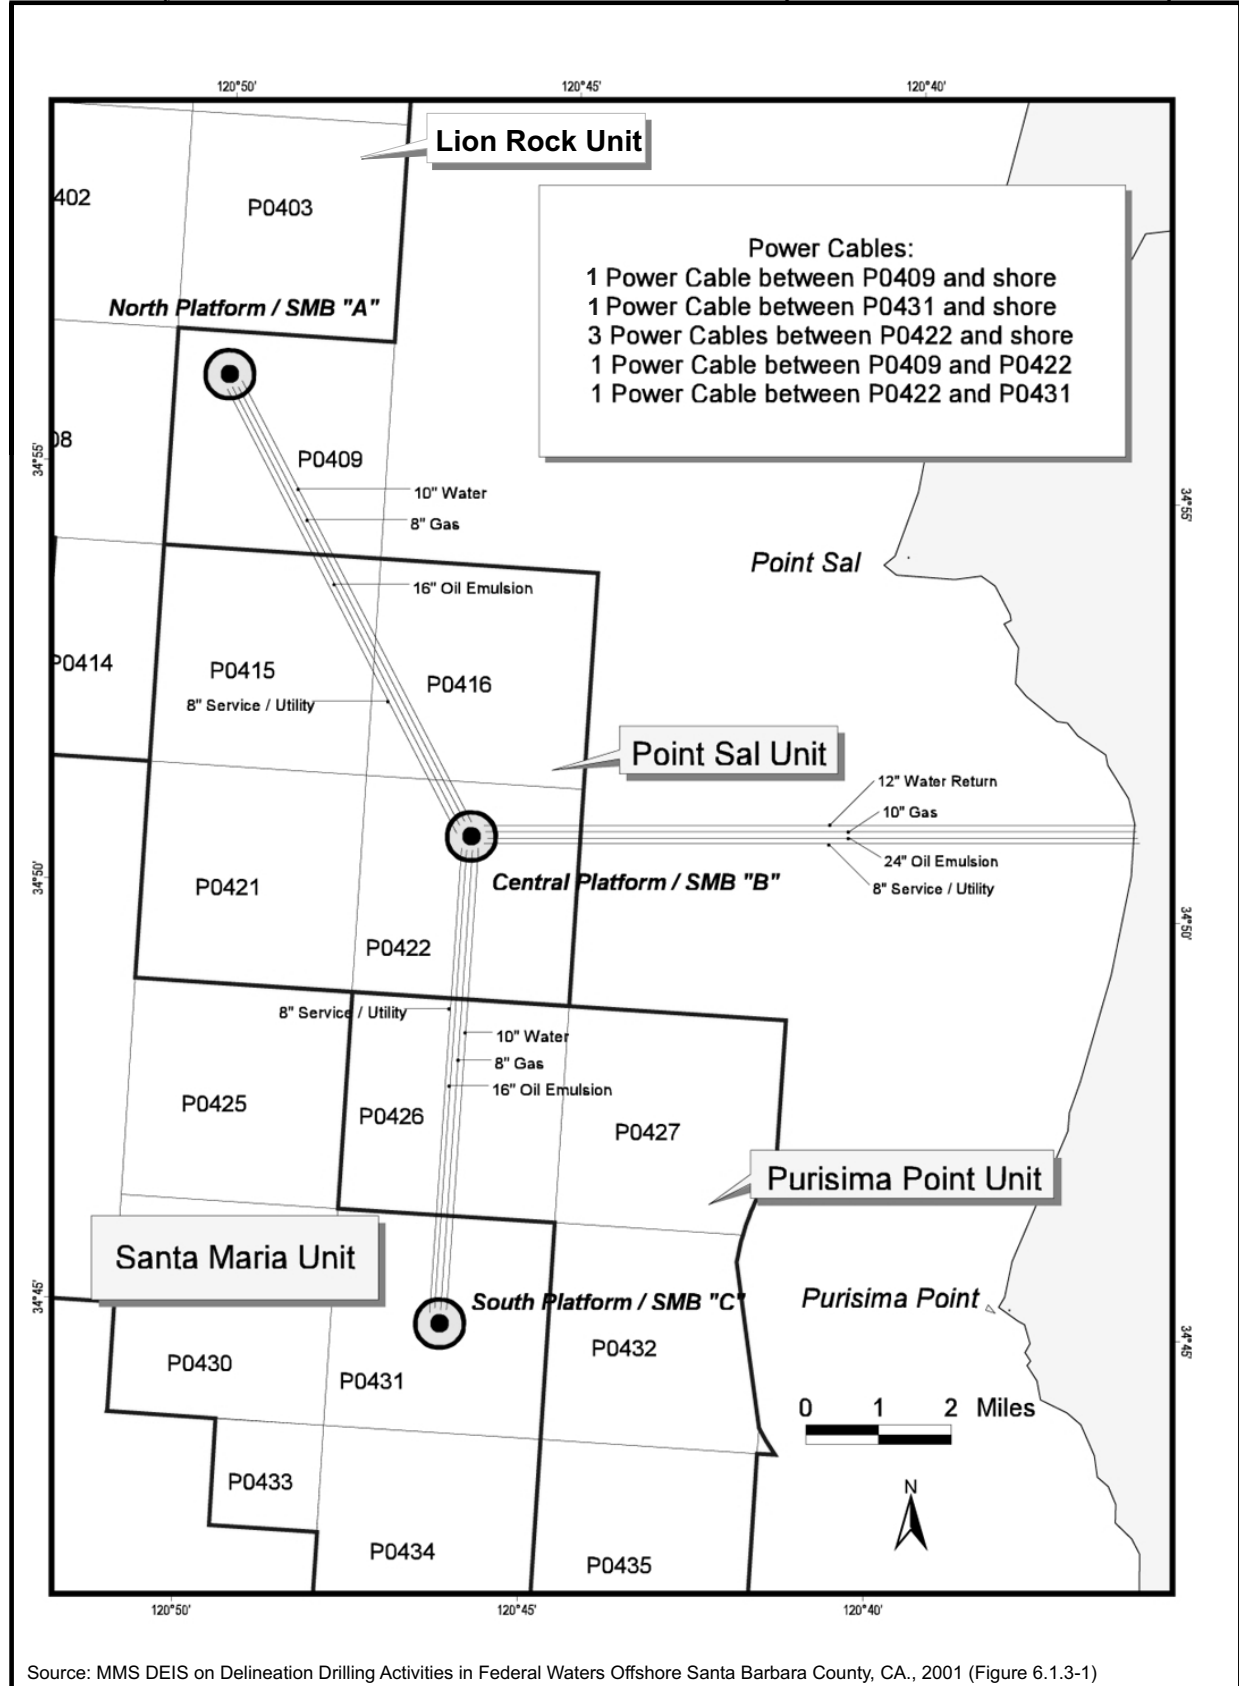 120°50'
120°45'
120°40'
Lion Rock Unit
402
P0403
Power Cables:
1 Power Cable between P0409 and shore
1 Power Cable between P0431 and shore
3 Power Cables between P0422 and shore
1 Power Cable between P0409 and P0422
1 Power Cable between P0422 and P0431
North Platform / SMB "A"
08
34°55'
P0409
10" Water
8" Gas
34°55'
Point Sal
16" Oil Emulsion
P0414
P0415
P0416
8" Service / Utility
Point Sal Unit
12" Water Return
10" Gas
24" Oil Emulsion
8" Service / Utility
34°50'
P0421
Central Platform / SMB "B"
34°50'
P0422
8" Service / Utility
10" Water
8" Gas
16" Oil Emulsion
P0425
P0426
P0427
Purisima Point Unit
Santa Maria Unit
34°45'
South Platform / SMB "C"
Purisima Point
34°45'
P0430
P0431
P0432
0 1 2 Miles
P0433
N
P0434
P0435
120°50'
120°45'
120°40'
Source: MMS DEIS on Delineation Drilling Activities in Federal Waters Offshore Santa Barbara County, CA., 2001 (Figure 6.1.3-1)